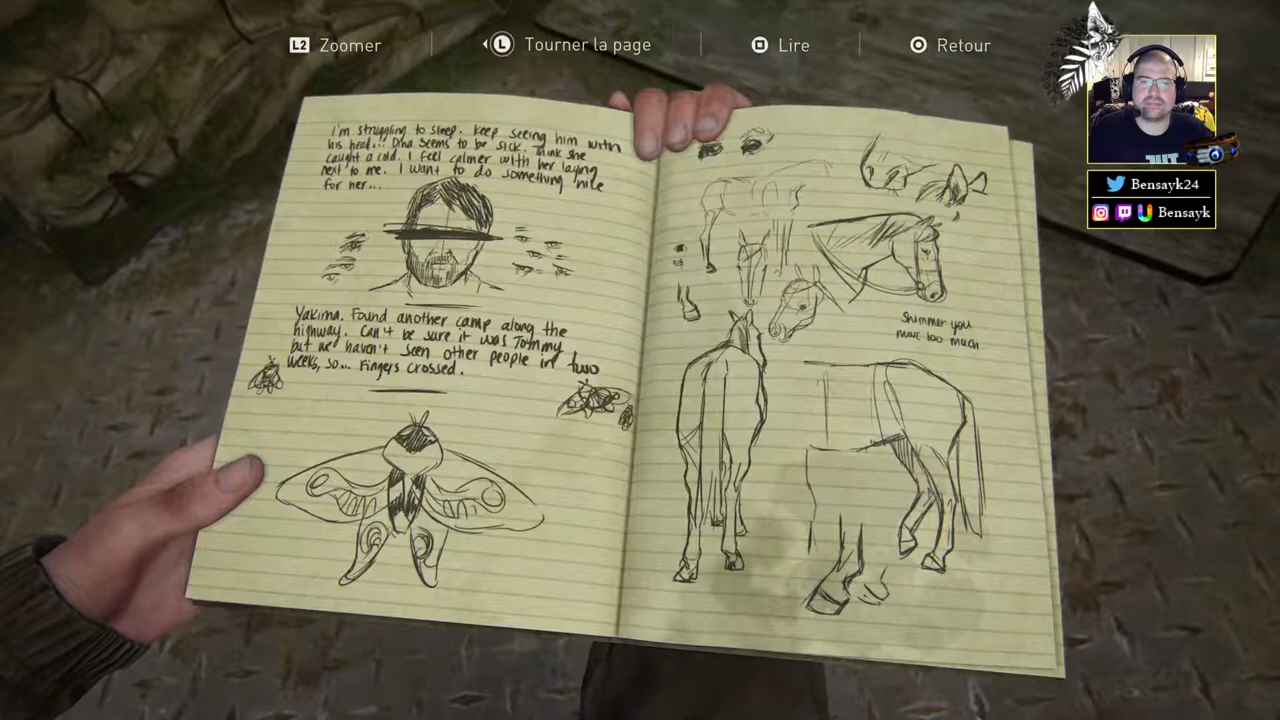 L2 Zoomer
L Tourner la page
Lire
Retour
I'm struggling to sleep. Keep seeing him with
his head... Dina seems to be sick. Think she
caught a cold. I feel calmer with her laying
next to me. I want to do something nice
for her...
Yakima. Found another camp along the
highway. Can't be sure it was Tommy
but we haven't seen other people in two
weeks, so... Fingers crossed.
Shimmer you
move too much
Bensayk24
Bensayk